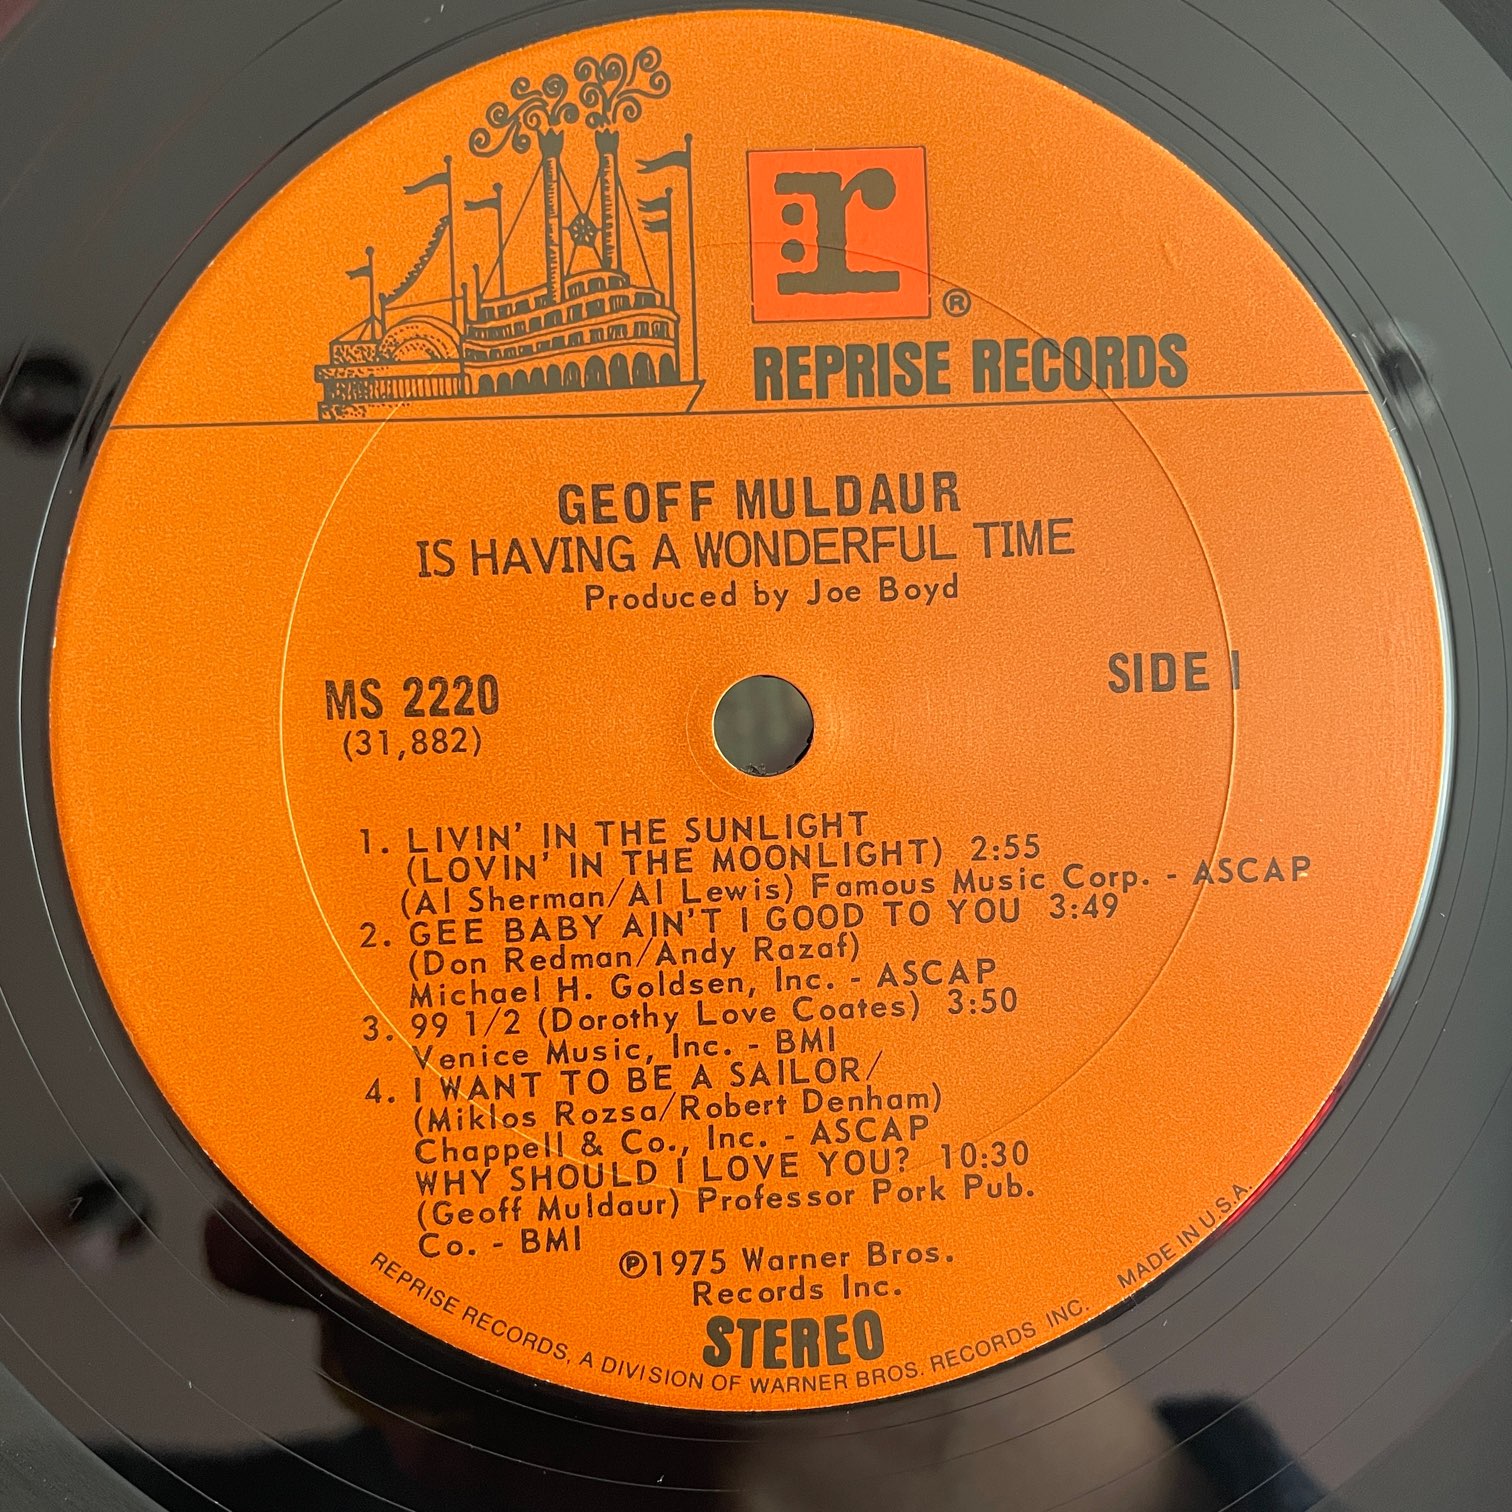 r:
®
REPRISE RECORDS
GEOFF MULDAUR
IS HAVING A WONDERFUL TIME
Produced by Joe Boyd
MS 2220
SIDE 1
(31,882)
1. LIVIN' IN THE SUNLIGHT
(LOVIN' IN THE MOONLIGHT) 2:55
(Al Sherman/Al Lewis) Famous Music Corp. - ASCAP
2. GEE BABY AIN'T I GOOD TO YOU 3:49
(Don Redman/Andy Razaf)
Michael H. Goldsen, Inc. - ASCAP
3. 99 1/2 (Dorothy Love Coates) 3:50
Venice Music, Inc. - BMI
4. I WANT TO BE A SAILOR/
(Miklos Rozsa/Robert Denham)
Chappell & Co., Inc. - ASCAP
WHY SHOULD I LOVE YOU? 10:30
(Geoff Muldaur) Professor Pork Pub.
Co. - BMI
℗1975 Warner Bros.
Records Inc.
STEREO
REPRISE RECORDS, A DIVISION OF WARNER BROS. RECORDS INC. MADE IN U.S.A.